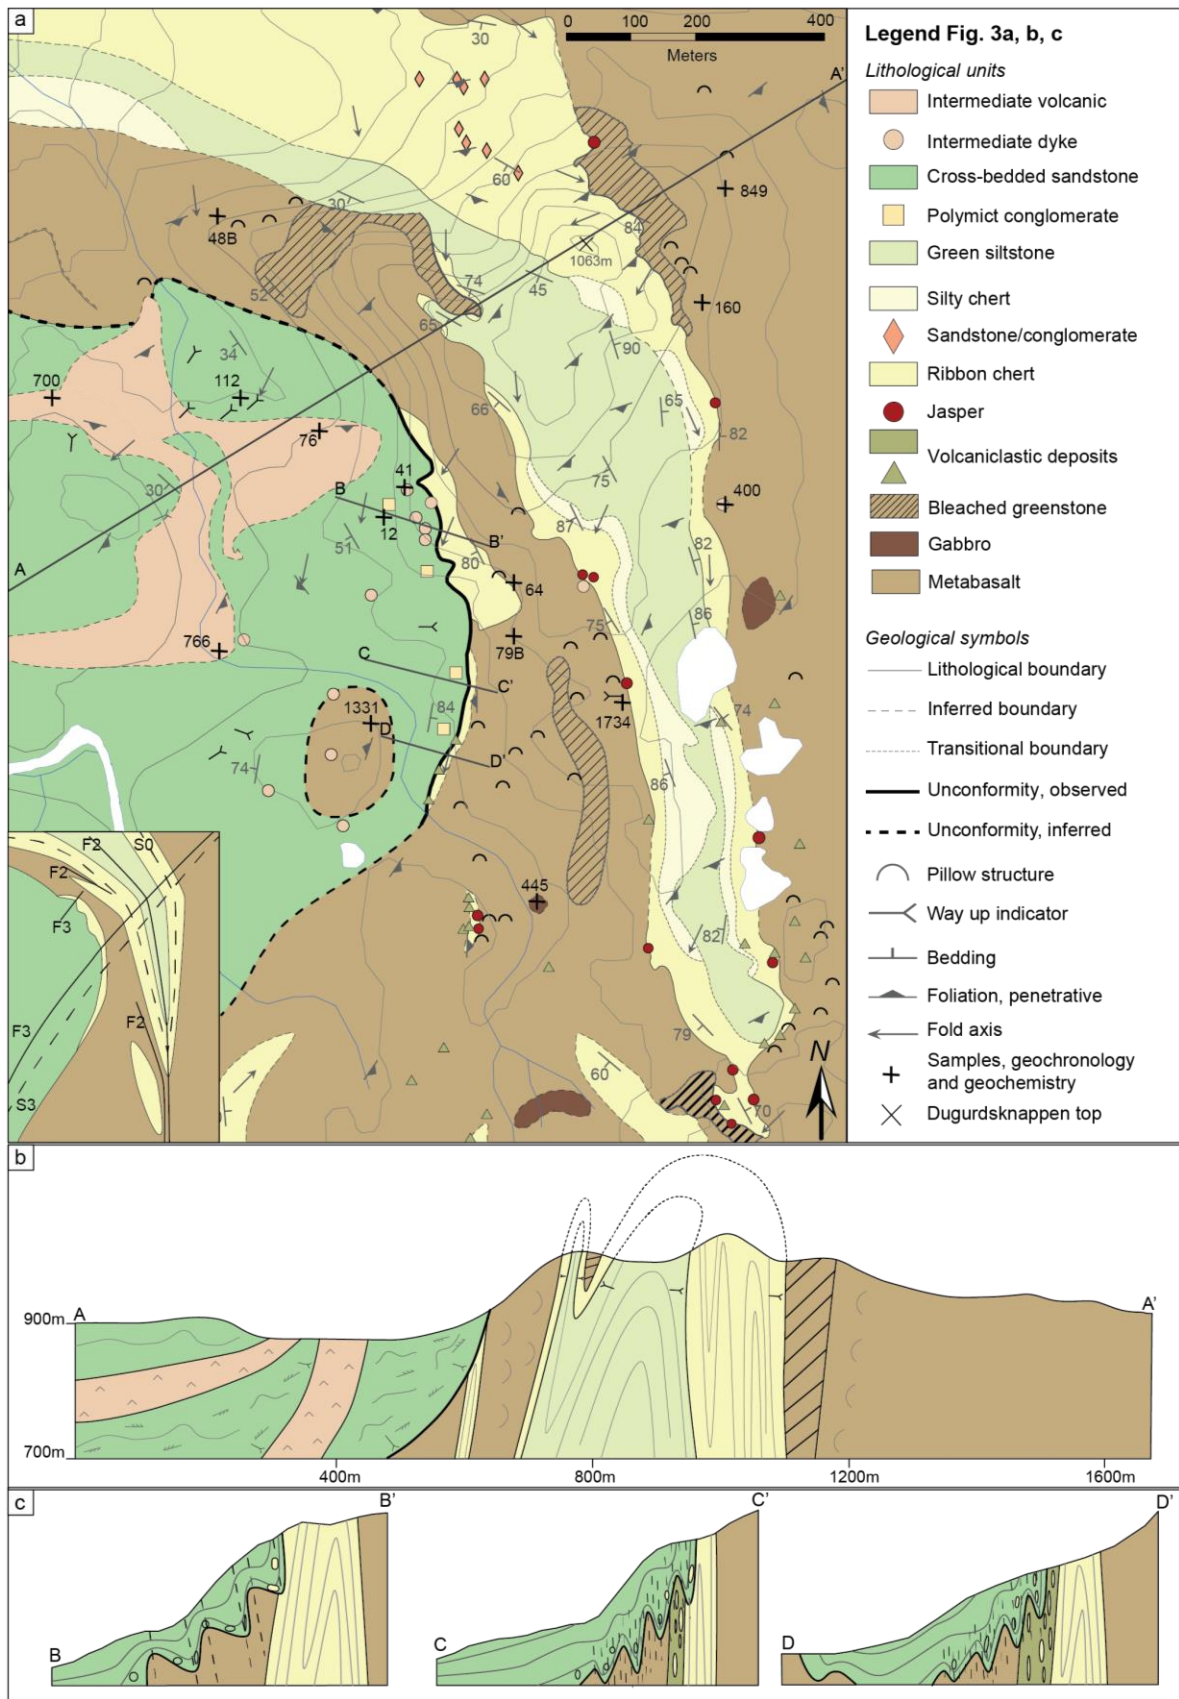 a
0 100 200 400
Meters
A'
30
60
849
84
1063m
30
48B
52
74
45
65
160
90
34
112
700
76
66
65
82
30
41
B
12
51
B'
75
87
400
82
80
64
A
86
75
766
79B
C
C'
1734
84
74
1331
D
D'
74
86
F2 S0
F2
F3
F2
F3
S3
445
82
79
60
70
N
Legend Fig. 3a, b, c
Lithological units
Intermediate volcanic
Intermediate dyke
Cross-bedded sandstone
Polymict conglomerate
Green siltstone
Silty chert
Sandstone/conglomerate
Ribbon chert
Jasper
Volcaniclastic deposits
Bleached greenstone
Gabbro
Metabasalt
Geological symbols
Lithological boundary
Inferred boundary
Transitional boundary
Unconformity, observed
Unconformity, inferred
Pillow structure
Way up indicator
Bedding
Foliation, penetrative
Fold axis
Samples, geochronology
and geochemistry
Dugurdsknappen top
b
A
A'
900m
700m
400m 800m 1200m 1600m
c
B' C' D'
B C D